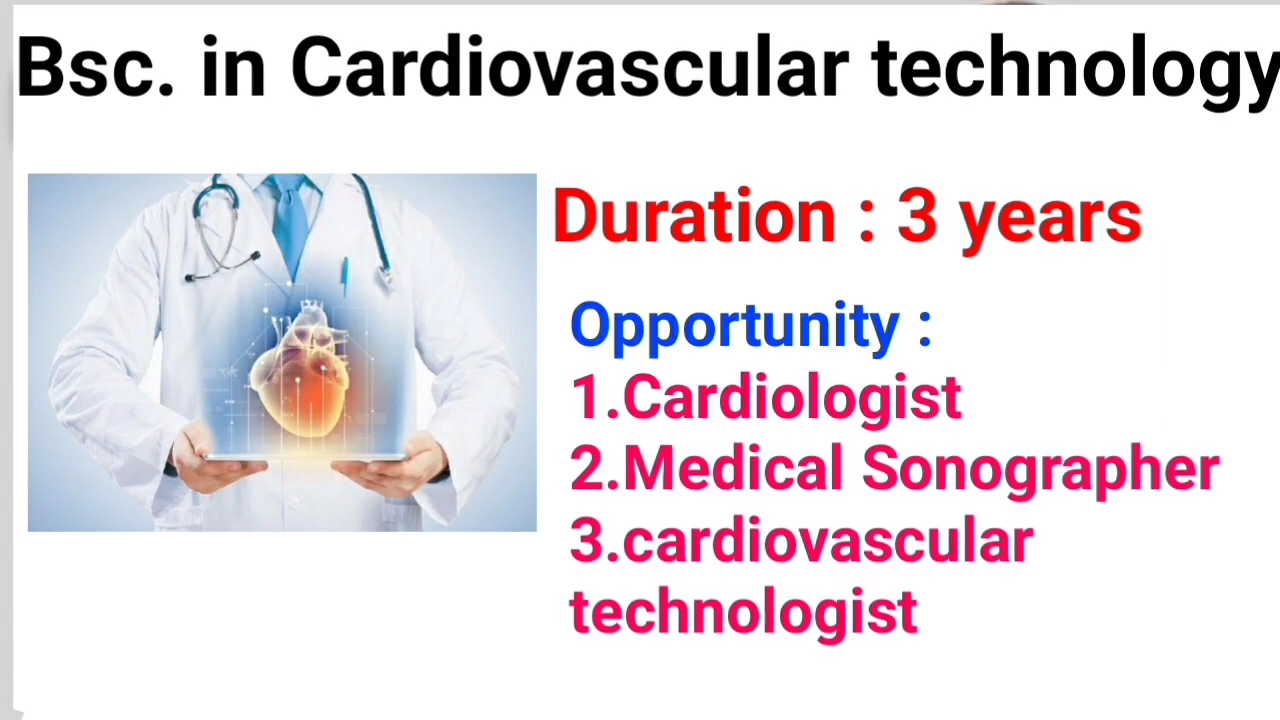 Bsc. in Cardiovascular technology
Duration : 3 years
Opportunity :
1.Cardiologist
2.Medical Sonographer
3.cardiovascular
technologist